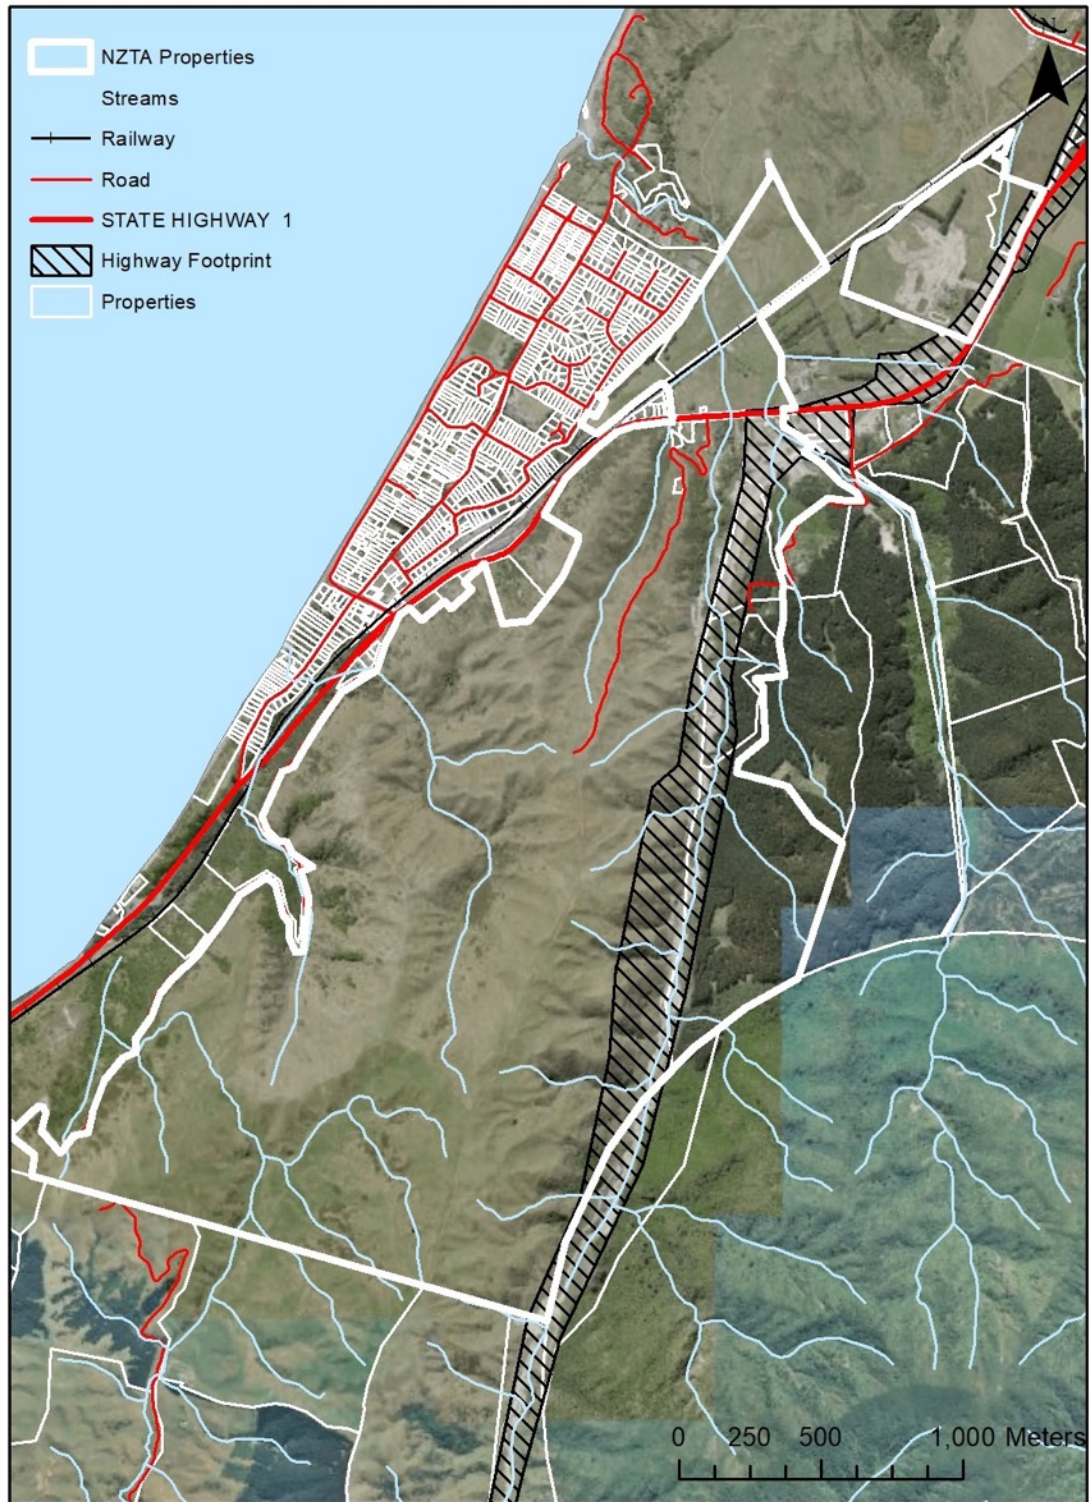 N
NZTA Properties
Streams
Railway
Road
STATE HIGHWAY 1
Highway Footprint
Properties
0 250 500 1,000 Meters